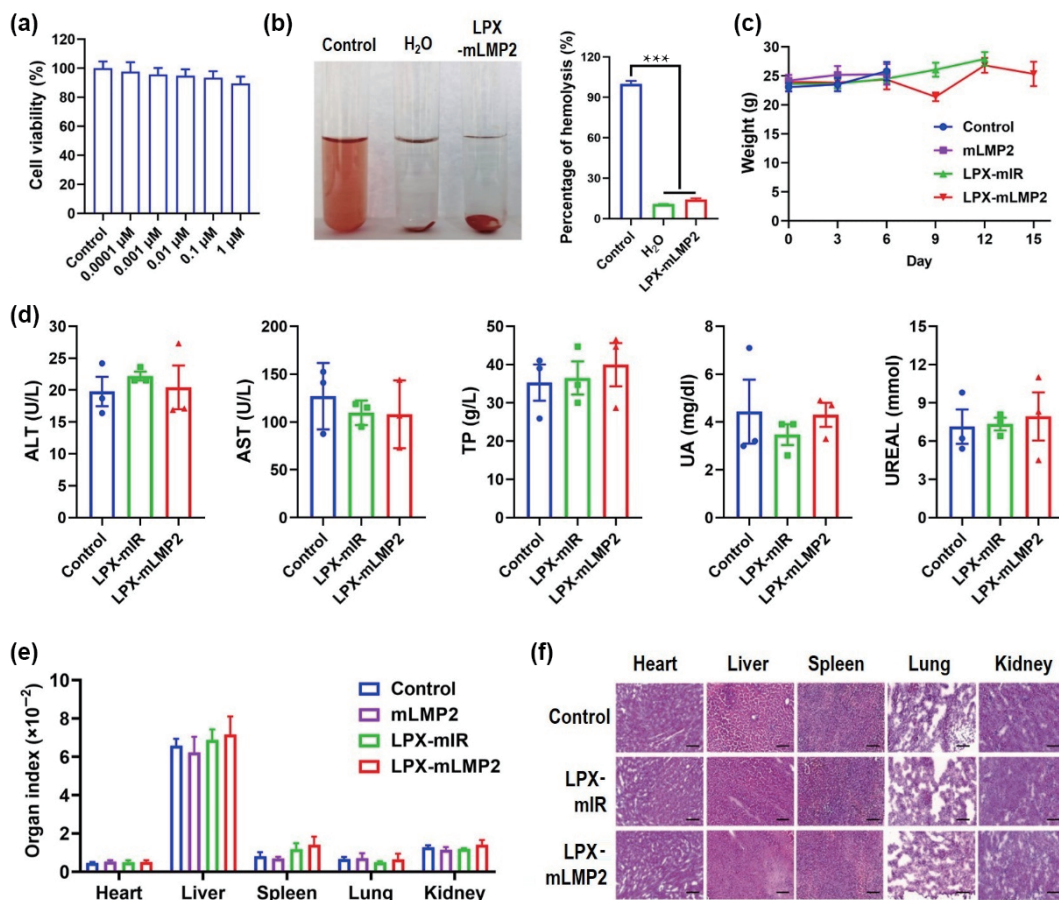 (a)
Cell viability (%)
120
100
80
60
40
20
0
Control
0.0001 μM
0.001 μM
0.01 μM
0.1 μM
1 μM
(b)
Control
H₂O
LPX
-mLMP2
Percentage of hemolysis (%)
120
90
60
30
0
***
Control
H₂O
LPX-mLMP2
(c)
Weight (g)
30
25
20
15
10
5
0
0
3
6
9
12
15
Day
Control
mLMP2
LPX-mIR
LPX-mLMP2
(d)
ALT (U/L)
30
25
20
15
10
5
0
Control
LPX-mIR
LPX-mLMP2
AST (U/L)
200
150
100
50
0
Control
LPX-mIR
LPX-mLMP2
TP (g/L)
50
40
30
20
10
0
Control
LPX-mIR
LPX-mLMP2
UA (mg/dl)
8
6
4
2
0
Control
LPX-mIR
LPX-mLMP2
UREAL (mmol)
15
12
9
6
3
0
Control
LPX-mIR
LPX-mLMP2
(e)
Organ index (×10⁻²)
10
8
6
4
2
0
Control
mLMP2
LPX-mIR
LPX-mLMP2
Heart
Liver
Spleen
Lung
Kidney
(f)
Heart
Liver
Spleen
Lung
Kidney
Control
LPX-
mIR
LPX-
mLMP2